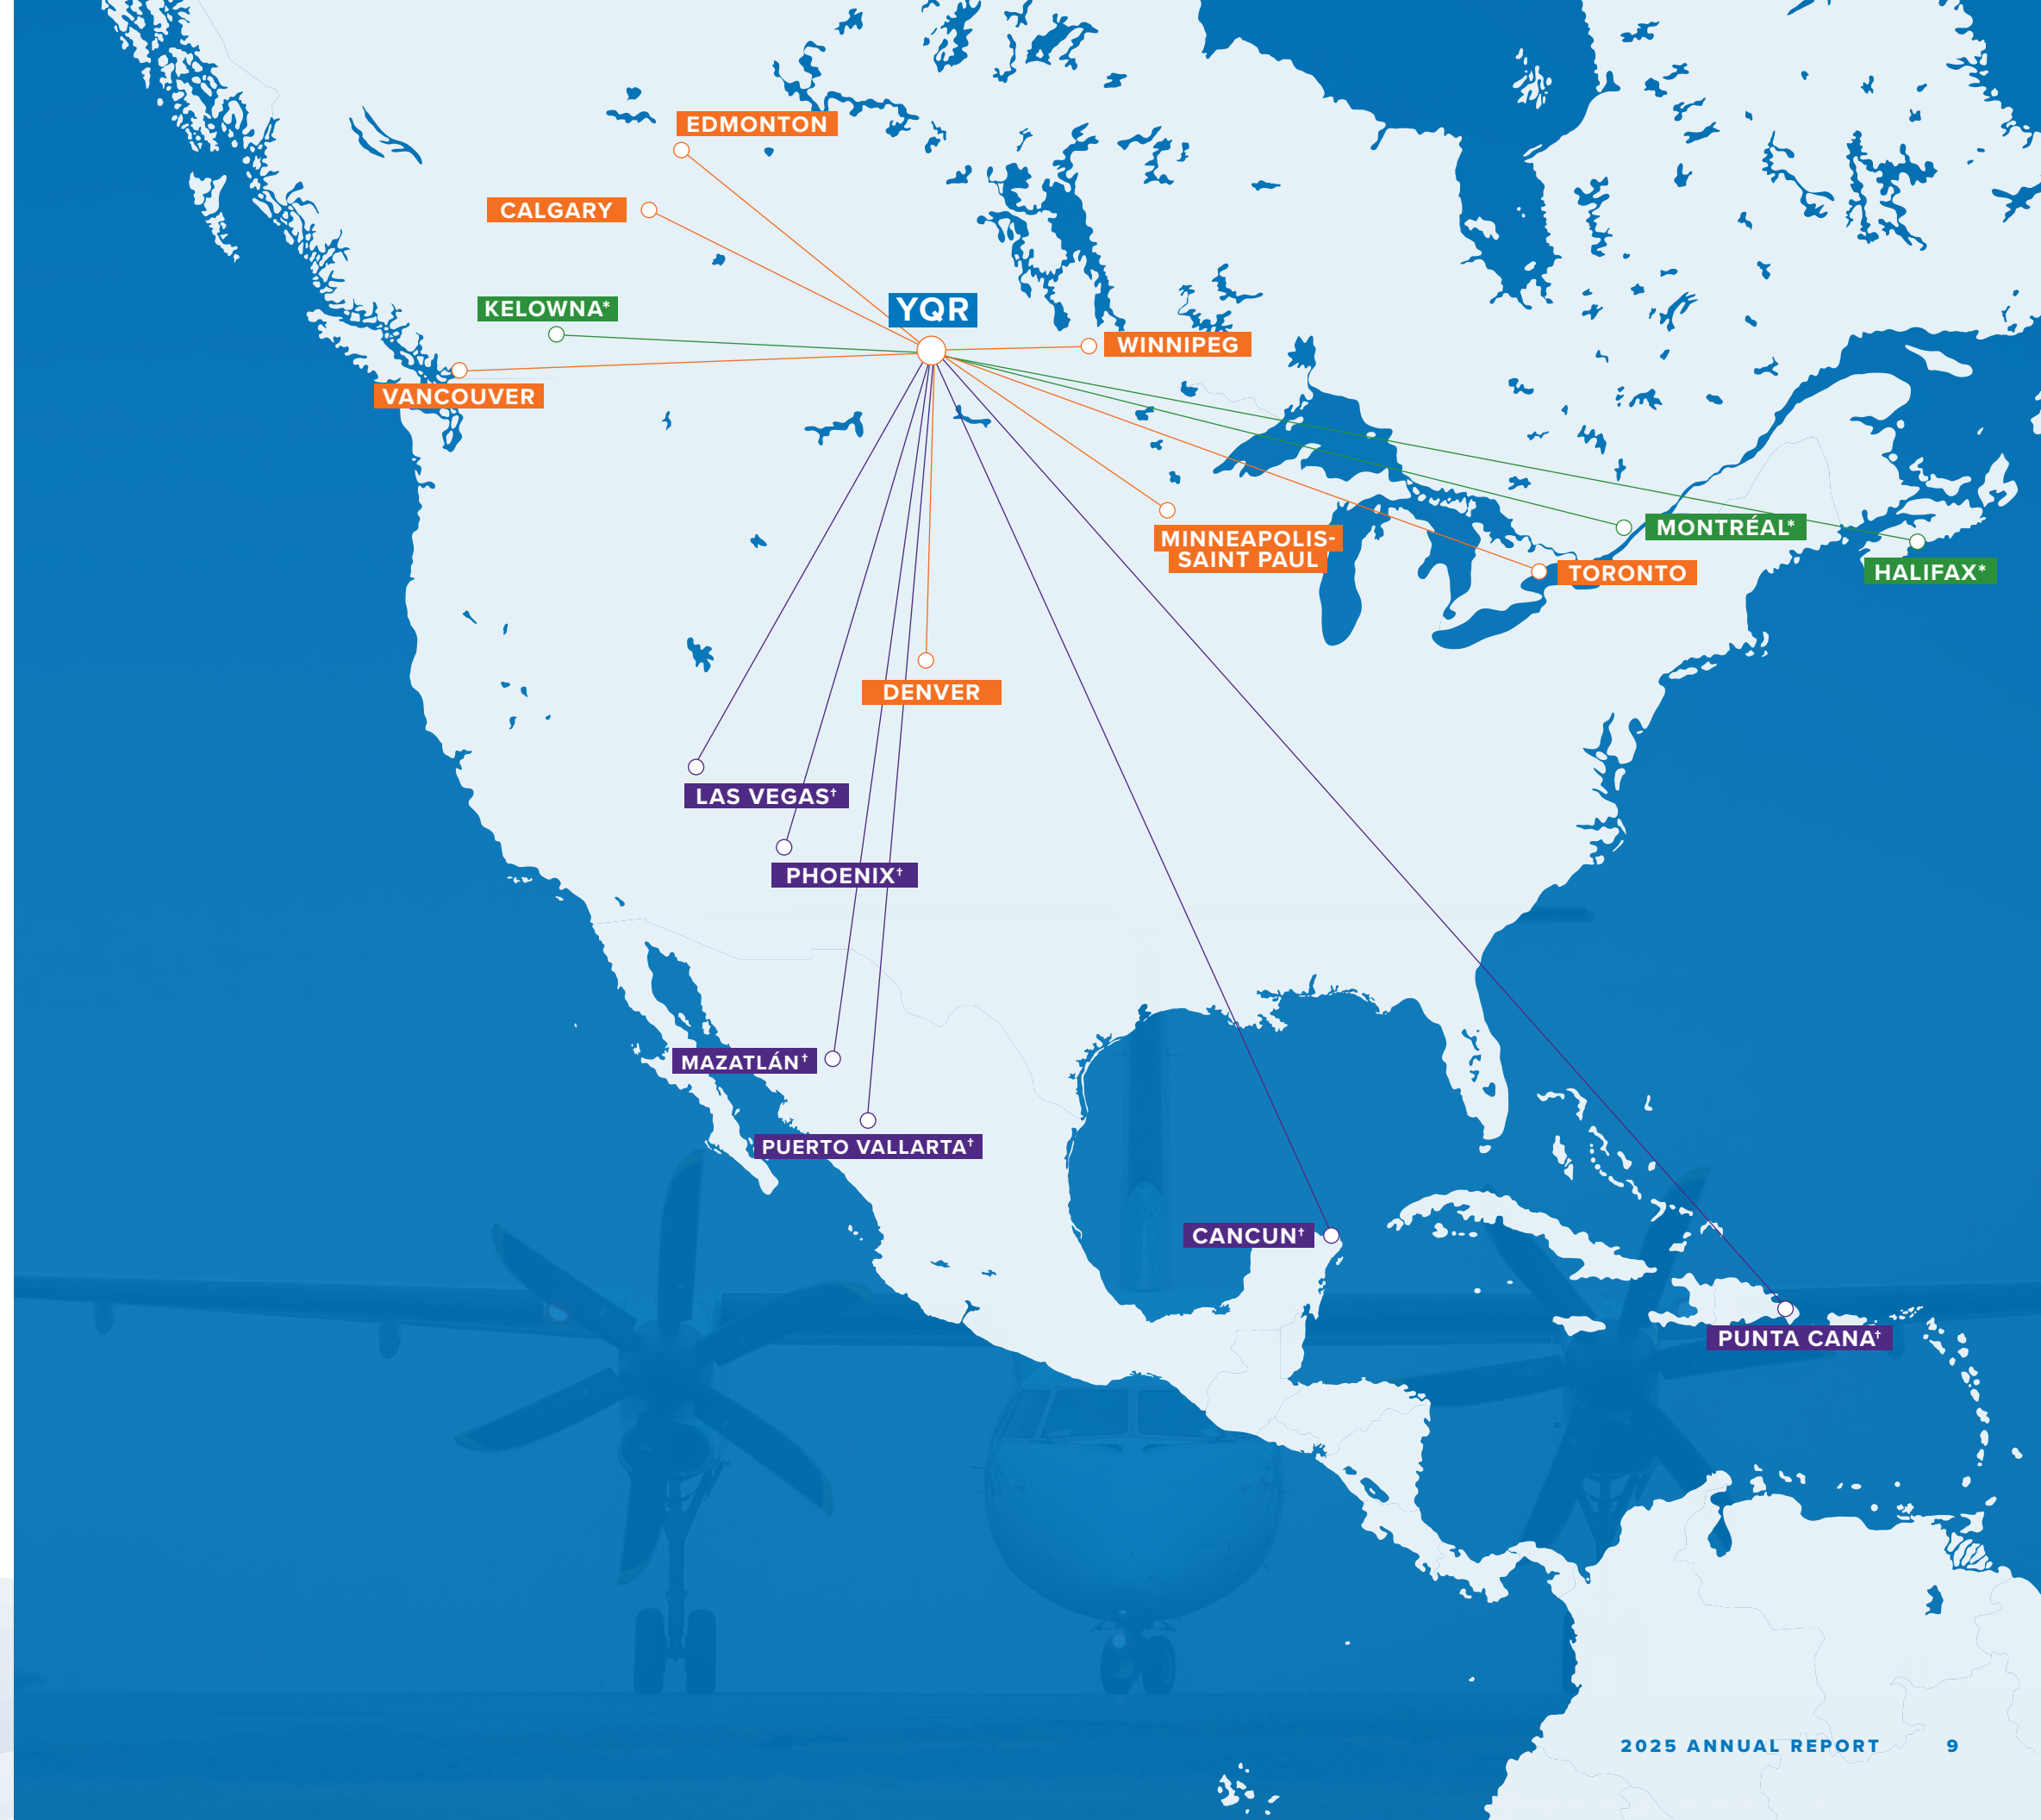 EDMONTON
CALGARY
KELOWNA*
YQR
WINNIPEG
VANCOUVER
MINNEAPOLIS-
SAINT PAUL
MONTRÉAL*
TORONTO
HALIFAX*
DENVER
LAS VEGAS†
PHOENIX†
MAZATLÁN†
PUERTO VALLARTA†
CANCUN†
PUNTA CANA†
2025 ANNUAL REPORT 9